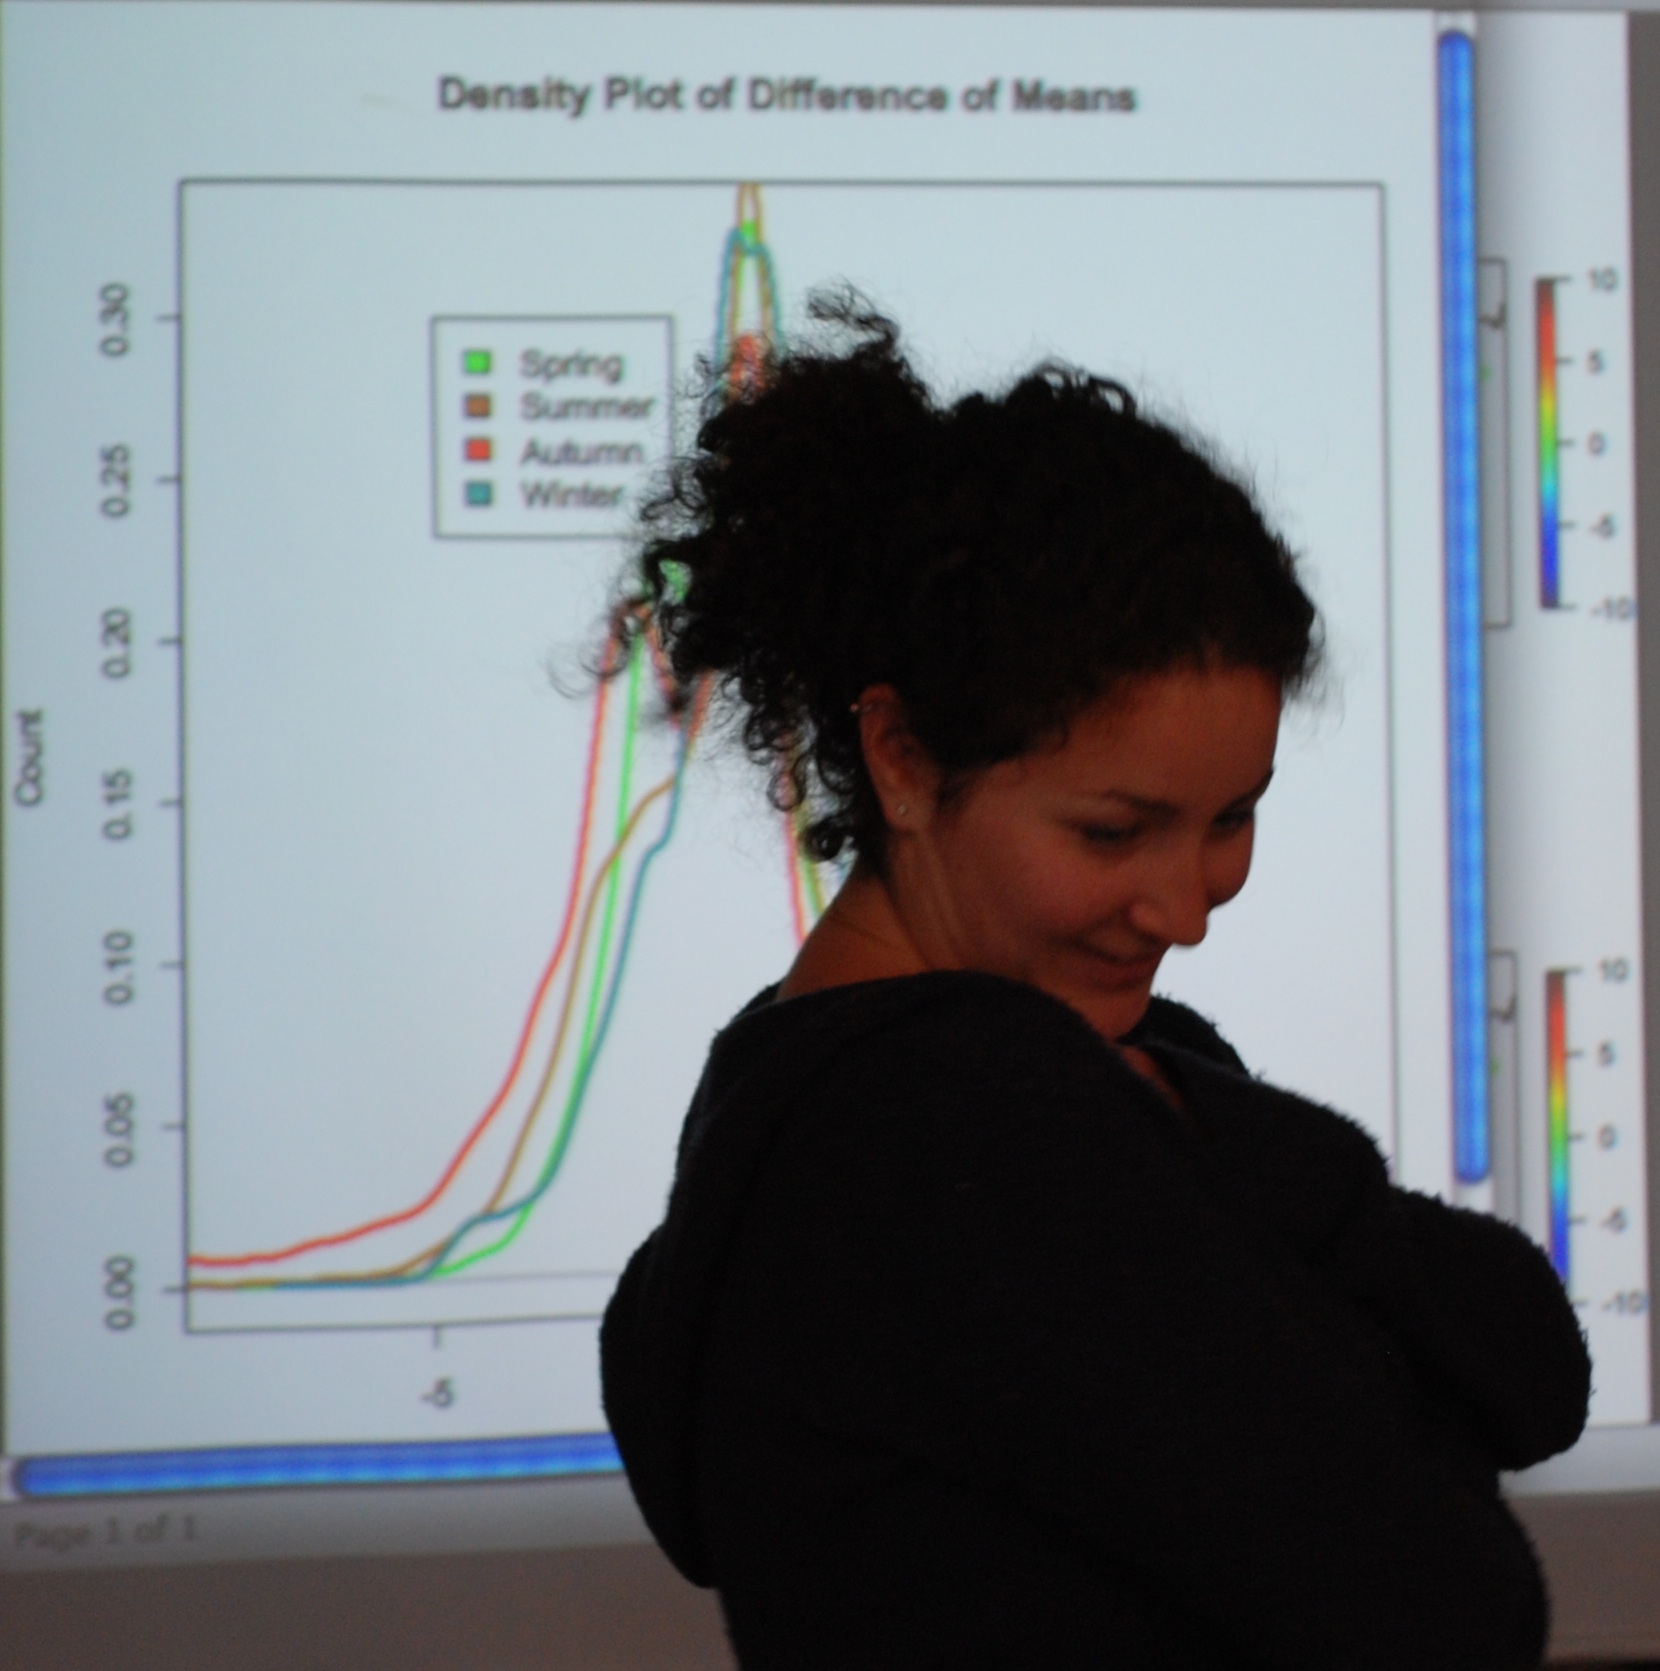 Density Plot of Difference of Means
0.30
0.25
0.20
0.15
0.10
0.05
0.00
Count
Spring
Summer
Autumn
Winter
-5
10
5
0
-5
-10
10
5
0
-5
-10
Page 1 of 1